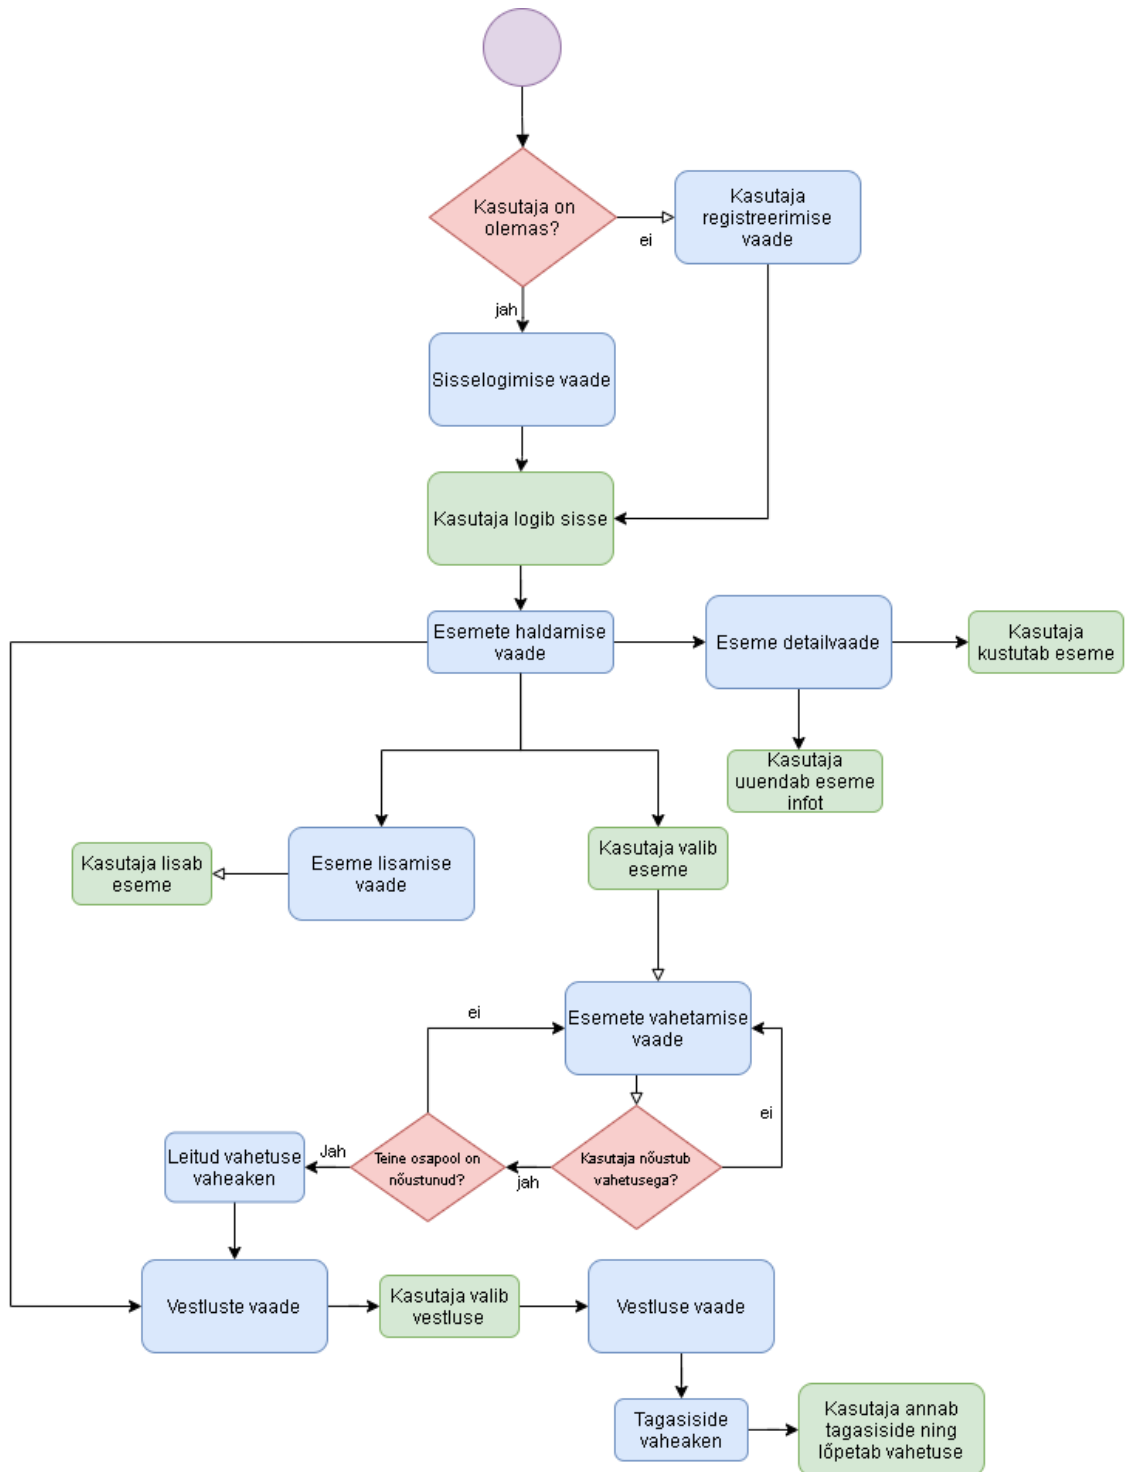 Kasutaja on
olemas?
ei
Kasutaja
registreerimise
vaade
jah
Sisselogimise vaade
Kasutaja logib sisse
Esemete haldamise
vaade
Eseme detailvaade
Kasutaja
kustutab eseme
Kasutaja
uuendab eseme
infot
Kasutaja lisab
eseme
Eseme lisamise
vaade
Kasutaja valib
eseme
ei
Esemete vahetamise
vaade
ei
Leitud vahetuse
vaheaken
Jah
Teine osapool on
nõustunud?
jah
Kasutaja nõustub
vahetusega?
Vestluste vaade
Kasutaja valib
vestluse
Vestluse vaade
Tagasiside
vaheaken
Kasutaja annab
tagasiside ning
lõpetab vahetuse